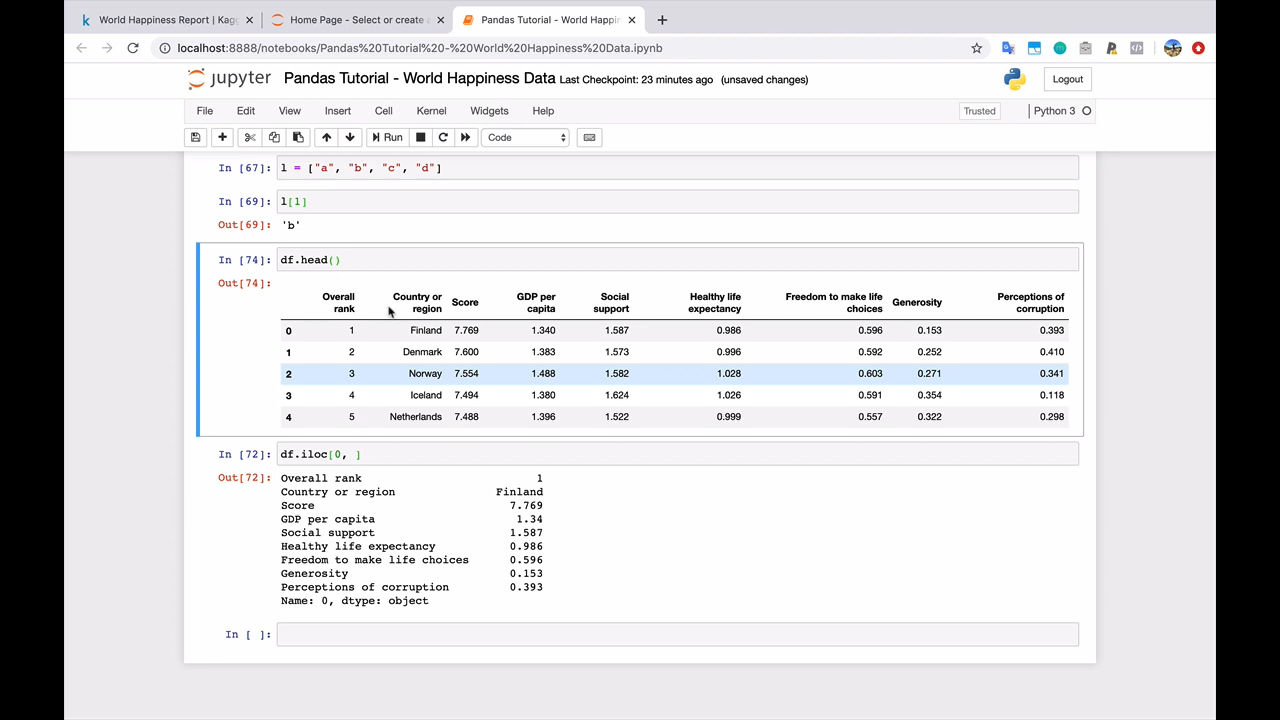 World Happiness Report | Kag
Home Page - Select or create a
Pandas Tutorial - World Happin
localhost:8888/notebooks/Pandas%20Tutorial%20-%20World%20Happiness%20Data.ipynb
jupyter Pandas Tutorial - World Happiness Data Last Checkpoint: 23 minutes ago (unsaved changes)
Logout
File Edit View Insert Cell Kernel Widgets Help
Trusted
Python 3
Run
Code
In [67]: l = ["a", "b", "c", "d"]
In [69]: l[1]
Out[69]: 'b'
In [74]: df.head()
Out[74]:
Overall rank Country or region Score GDP per capita Social support Healthy life expectancy Freedom to make life choices Generosity Perceptions of corruption
0 1 Finland 7.769 1.340 1.587 0.986 0.596 0.153 0.393
1 2 Denmark 7.600 1.383 1.573 0.996 0.592 0.252 0.410
2 3 Norway 7.554 1.488 1.582 1.028 0.603 0.271 0.341
3 4 Iceland 7.494 1.380 1.624 1.026 0.591 0.354 0.118
4 5 Netherlands 7.488 1.396 1.522 0.999 0.557 0.322 0.298
In [72]: df.iloc[0, ]
Out[72]: Overall rank 1
Country or region Finland
Score 7.769
GDP per capita 1.34
Social support 1.587
Healthy life expectancy 0.986
Freedom to make life choices 0.596
Generosity 0.153
Perceptions of corruption 0.393
Name: 0, dtype: object
In [ ]: